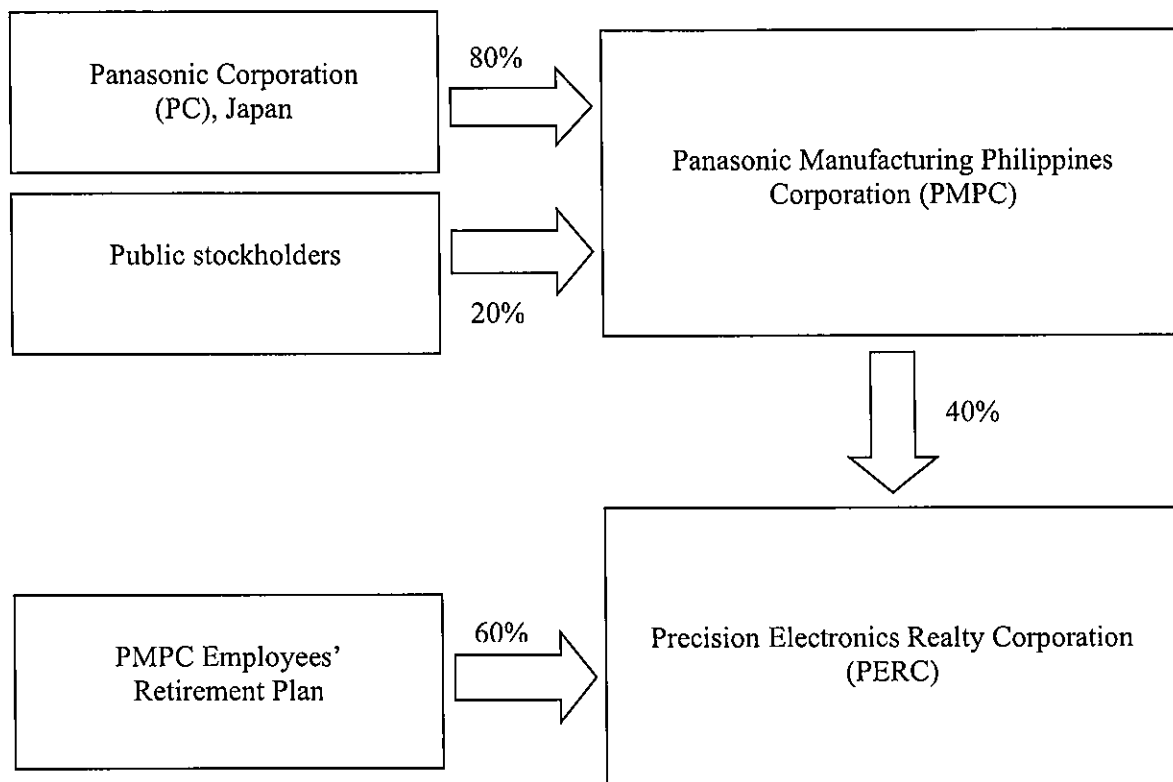 Panasonic Corporation
(PC), Japan
80%
Panasonic Manufacturing Philippines
Corporation (PMPC)
Public stockholders
20%
40%
PMPC Employees’
Retirement Plan
60%
Precision Electronics Realty Corporation
(PERC)